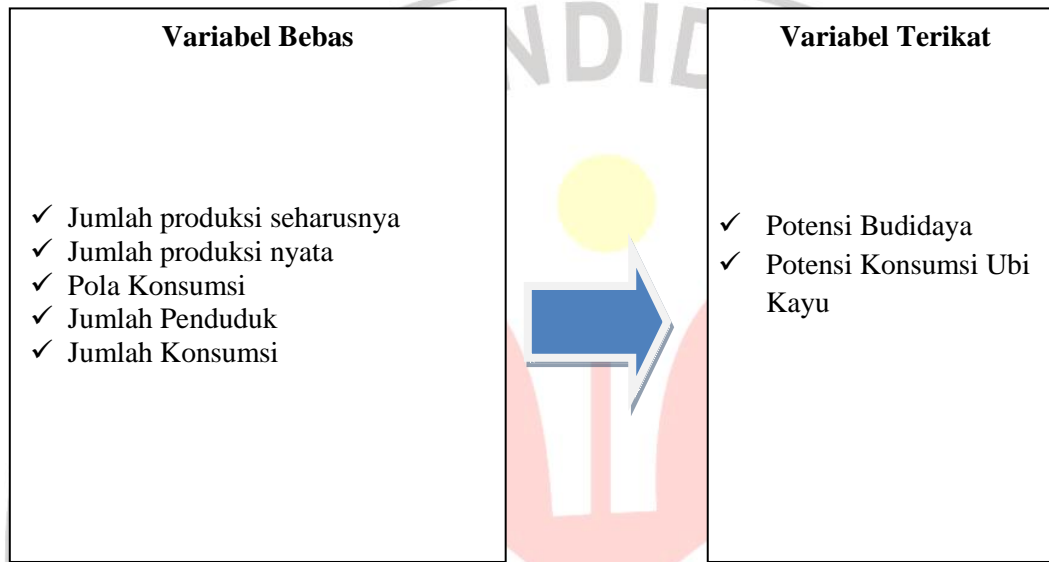 Variabel Bebas
✓ Jumlah produksi seharusnya
✓ Jumlah produksi nyata
✓ Pola Konsumsi
✓ Jumlah Penduduk
✓ Jumlah Konsumsi
NDID
Variabel Terikat
✓ Potensi Budidaya
✓ Potensi Konsumsi Ubi
Kayu